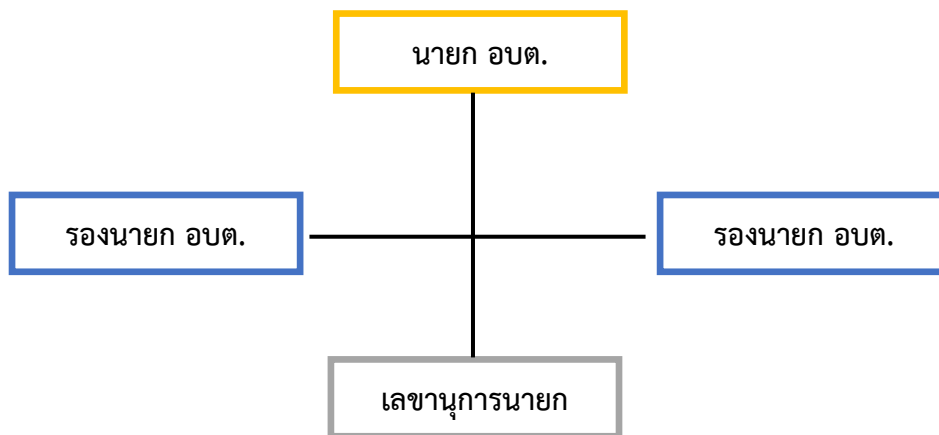 นายก อบต.
รองนายก อบต.
รองนายก อบต.
เลขานุการนายก